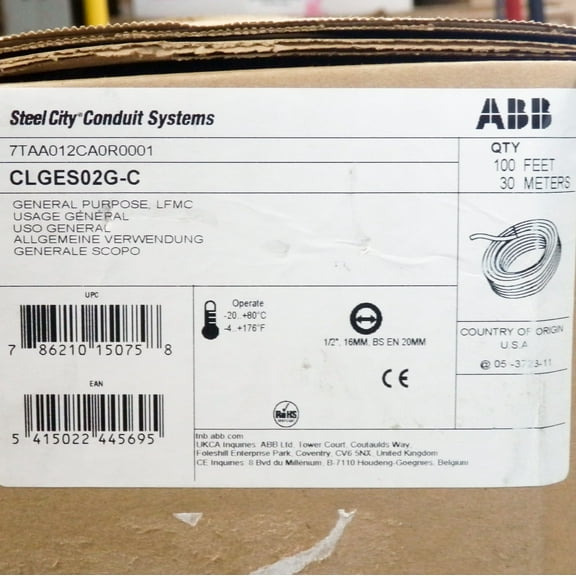 Steel City® Conduit Systems
ABB
7TAA012CA0R0001
QTY
100 FEET
30 METERS
CLGES02G-C
GENERAL PURPOSE, LFMC
USAGE GÉNÉRAL
USO GENERAL
ALLGEMEINE VERWENDUNG
GENERALE SCOPO
UPC
7 86210 15075 8
EAN
5 415022 445695
Operate
-20..+80°C
-4..+176°F
1/2", 16MM, BS EN 20MM
CE
RoHS
COUNTRY OF ORIGIN
U.S.A
tnb.abb.com
UKCA Inquiries: ABB Ltd, Tower Court, Coutaulds Way,
Foleshill Enterprise Park, Coventry, CV6 5NX, United Kingdom
CE Inquiries: 8 Bvd du Millénium, B-7110 Houdeng-Goegnies, Belgium